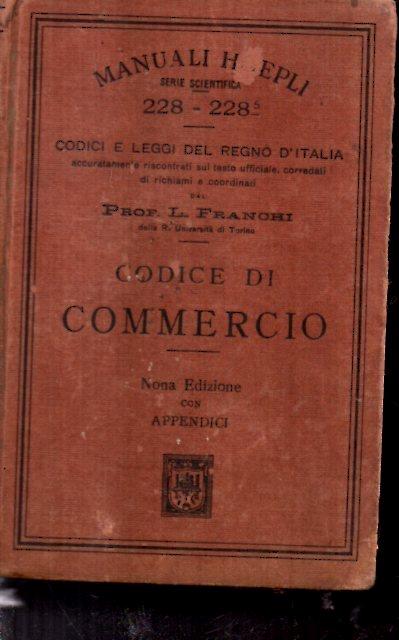 MANUALI H EPLI
SERIE SCIENTIFICA
228 - 228⁵
CODICI E LEGGI DEL REGNO D'ITALIA
accuratamente riscontrati sul testo ufficiale, corredati
di richiami e coordinati
DAL
PROF. L. FRANCHI
della R. Università di Torino
CODICE DI
COMMERCIO
Nona Edizione
CON
APPENDICI